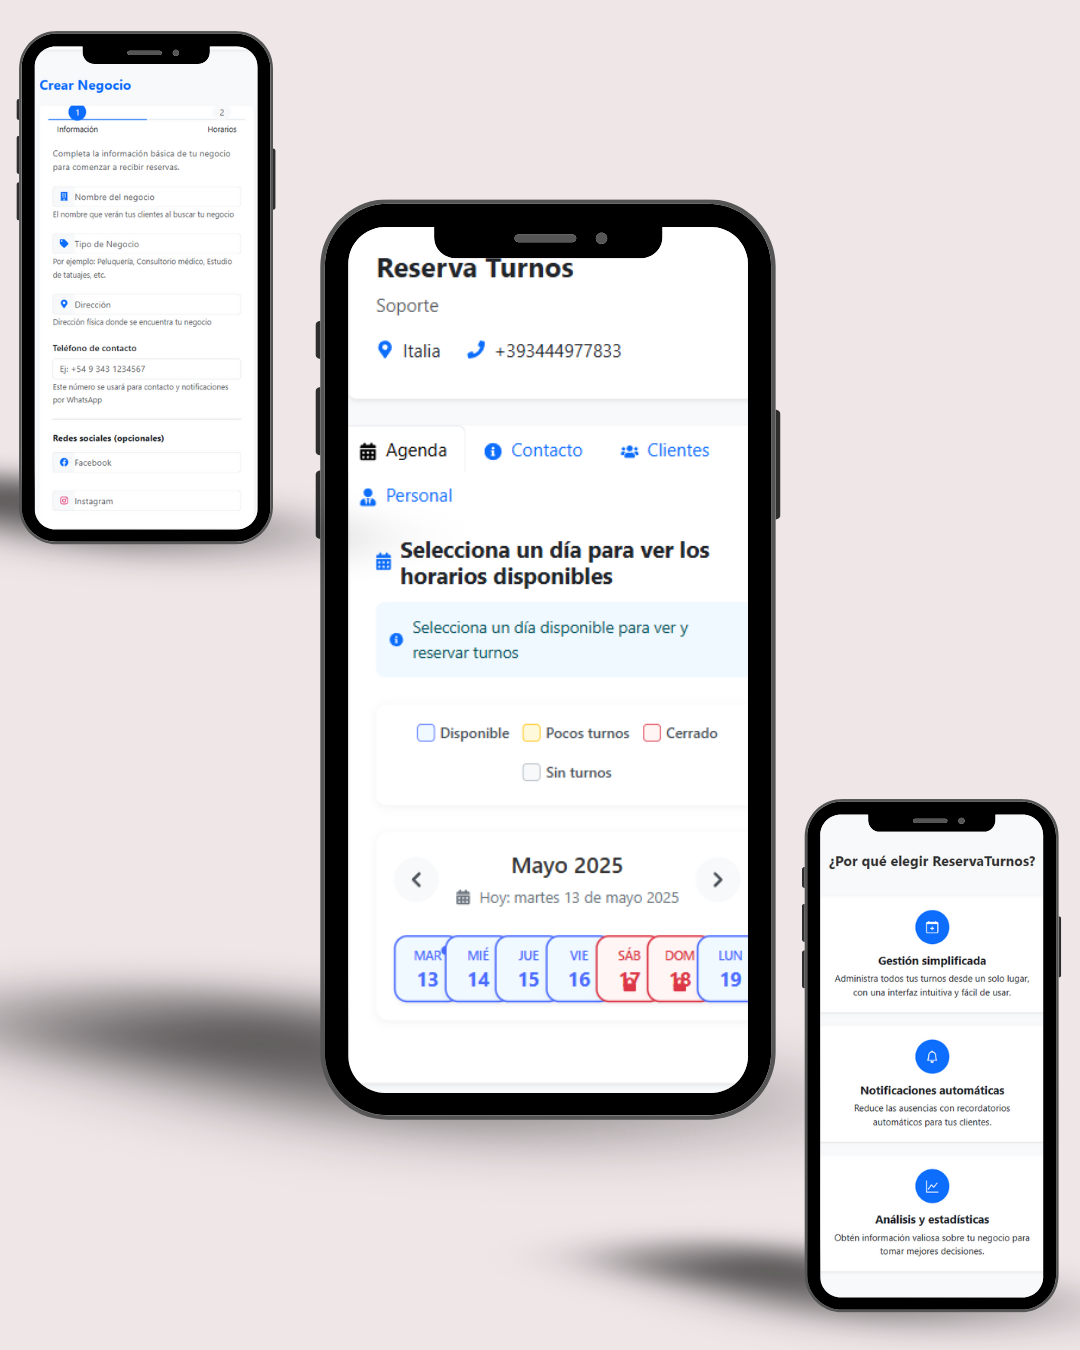 Crear Negocio
1
2
Información
Horarios
Completa la información básica de tu negocio
para comenzar a recibir reservas.
Nombre del negocio
El nombre que verán tus clientes al buscar tu negocio
Tipo de Negocio
Por ejemplo: Peluquería, Consultorio médico, Estudio
de tatuajes, etc.
Dirección
Dirección física donde se encuentra tu negocio
Teléfono de contacto
Ej: +54 9 343 1234567
Este número se usará para contacto y notificaciones
por WhatsApp
Redes sociales (opcionales)
Facebook
Instagram
Reserva Turnos
Soporte
Italia +393444977833
Agenda Contacto Clientes
Personal
Selecciona un día para ver los
horarios disponibles
Selecciona un día disponible para ver y
reservar turnos
Disponible Pocos turnos Cerrado
Sin turnos
Mayo 2025
Hoy: martes 13 de mayo 2025
MAR MIÉ JUE VIE SÁB DOM LUN
13 14 15 16 17 18 19
¿Por qué elegir ReservaTurnos?
Gestión simplificada
Administra todos tus turnos desde un solo lugar,
con una interfaz intuitiva y fácil de usar.
Notificaciones automáticas
Reduce las ausencias con recordatorios
automáticos para tus clientes.
Análisis y estadísticas
Obtén información valiosa sobre tu negocio para
tomar mejores decisiones.